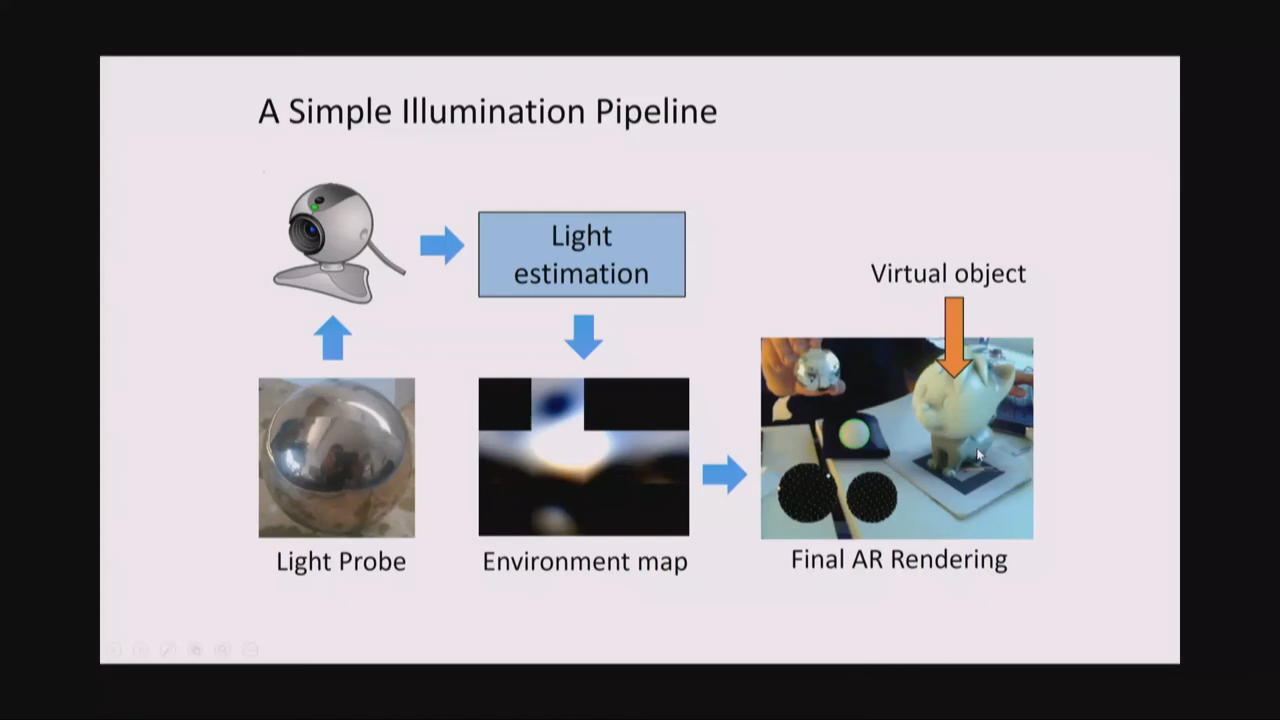 A Simple Illumination Pipeline
Light
estimation
Virtual object
Light Probe
Environment map
Final AR Rendering